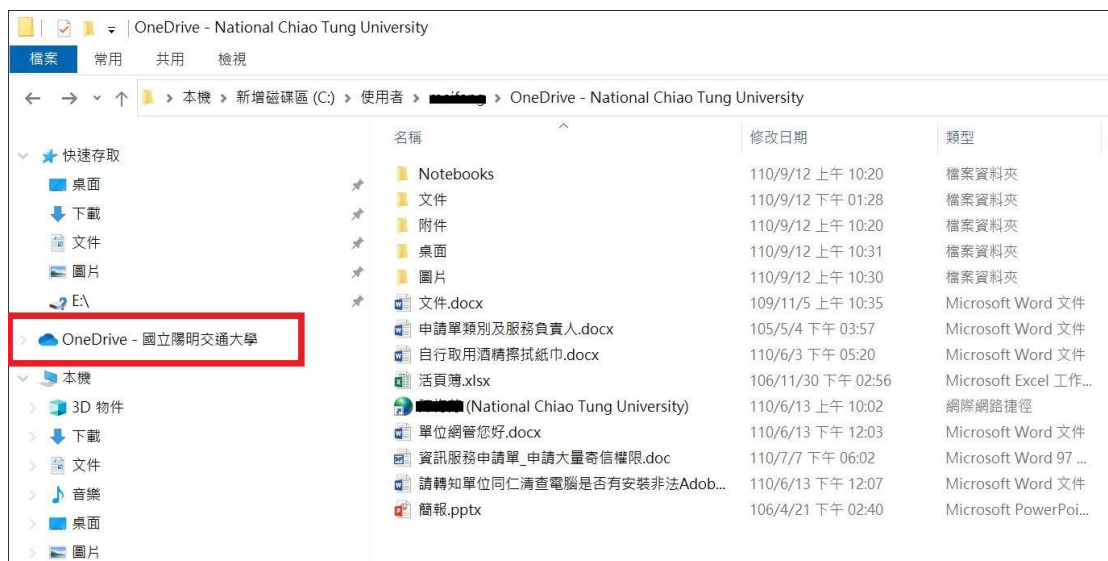 OneDrive - National Chiao Tung University
檔案 常用 共用 檢視
本機 > 新增磁碟區 (C:) > 使用者 > > OneDrive - National Chiao Tung University
名稱 修改日期 類型
快速存取
桌面
下載
文件
圖片
E:\
OneDrive - 國立陽明交通大學
本機
3D 物件
下載
文件
音樂
桌面
圖片
Notebooks 110/9/12 上午 10:20 檔案資料夾
文件 110/9/12 下午 01:28 檔案資料夾
附件 110/9/12 上午 10:20 檔案資料夾
桌面 110/9/12 上午 10:31 檔案資料夾
圖片 110/9/12 上午 10:30 檔案資料夾
文件.docx 109/11/5 上午 10:35 Microsoft Word 文件
申請單類別及服務負責人.docx 105/5/4 下午 03:57 Microsoft Word 文件
自行取用酒精擦拭紙巾.docx 110/6/3 下午 05:20 Microsoft Word 文件
活頁簿.xlsx 106/11/30 下午 02:56 Microsoft Excel 工作...
(National Chiao Tung University) 110/6/13 上午 10:02 網際網路捷徑
單位網管您好.docx 110/6/13 下午 12:03 Microsoft Word 文件
資訊服務申請單_申請大量寄信權限.doc 110/7/7 下午 06:02 Microsoft Word 97 ...
請轉知單位同仁清查電腦是否有安裝非法Adob... 110/6/13 下午 12:07 Microsoft Word 文件
簡報.pptx 106/4/21 下午 02:40 Microsoft PowerPoi...